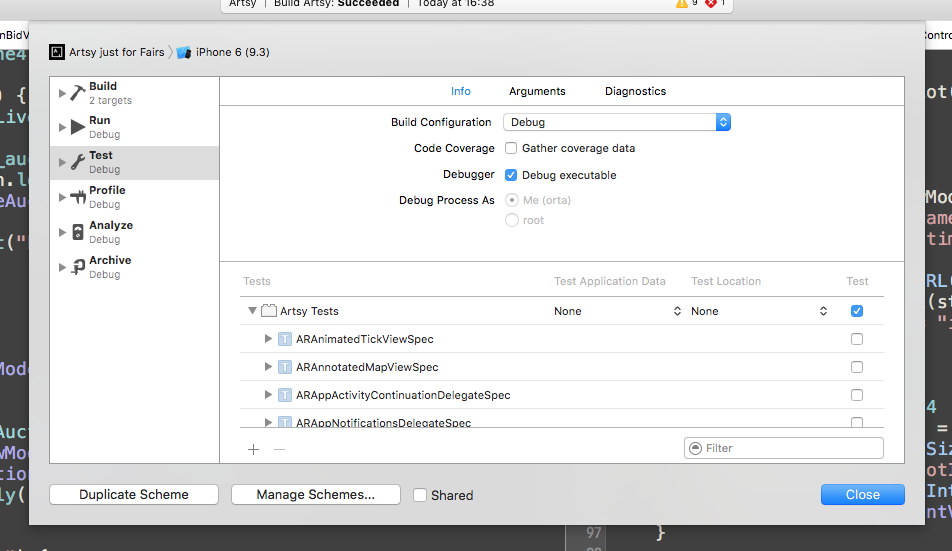 Artsy | Build Artsy: Succeeded | Today at 16:38 9 1
Artsy just for Fairs iPhone 6 (9.3)
Build
2 targets
Run
Debug
Test
Debug
Profile
Debug
Analyze
Debug
Archive
Debug
Info Arguments Diagnostics
Build Configuration Debug
Code Coverage Gather coverage data
Debugger Debug executable
Debug Process As Me (orta)
root
Tests Test Application Data Test Location Test
Artsy Tests None None
ARAnimatedTickViewSpec
ARAnnotatedMapViewSpec
ARAppActivityContinuationDelegateSpec
ARAppNotificationsDelegateSpec
Filter
Duplicate Scheme Manage Schemes... Shared Close
97 }